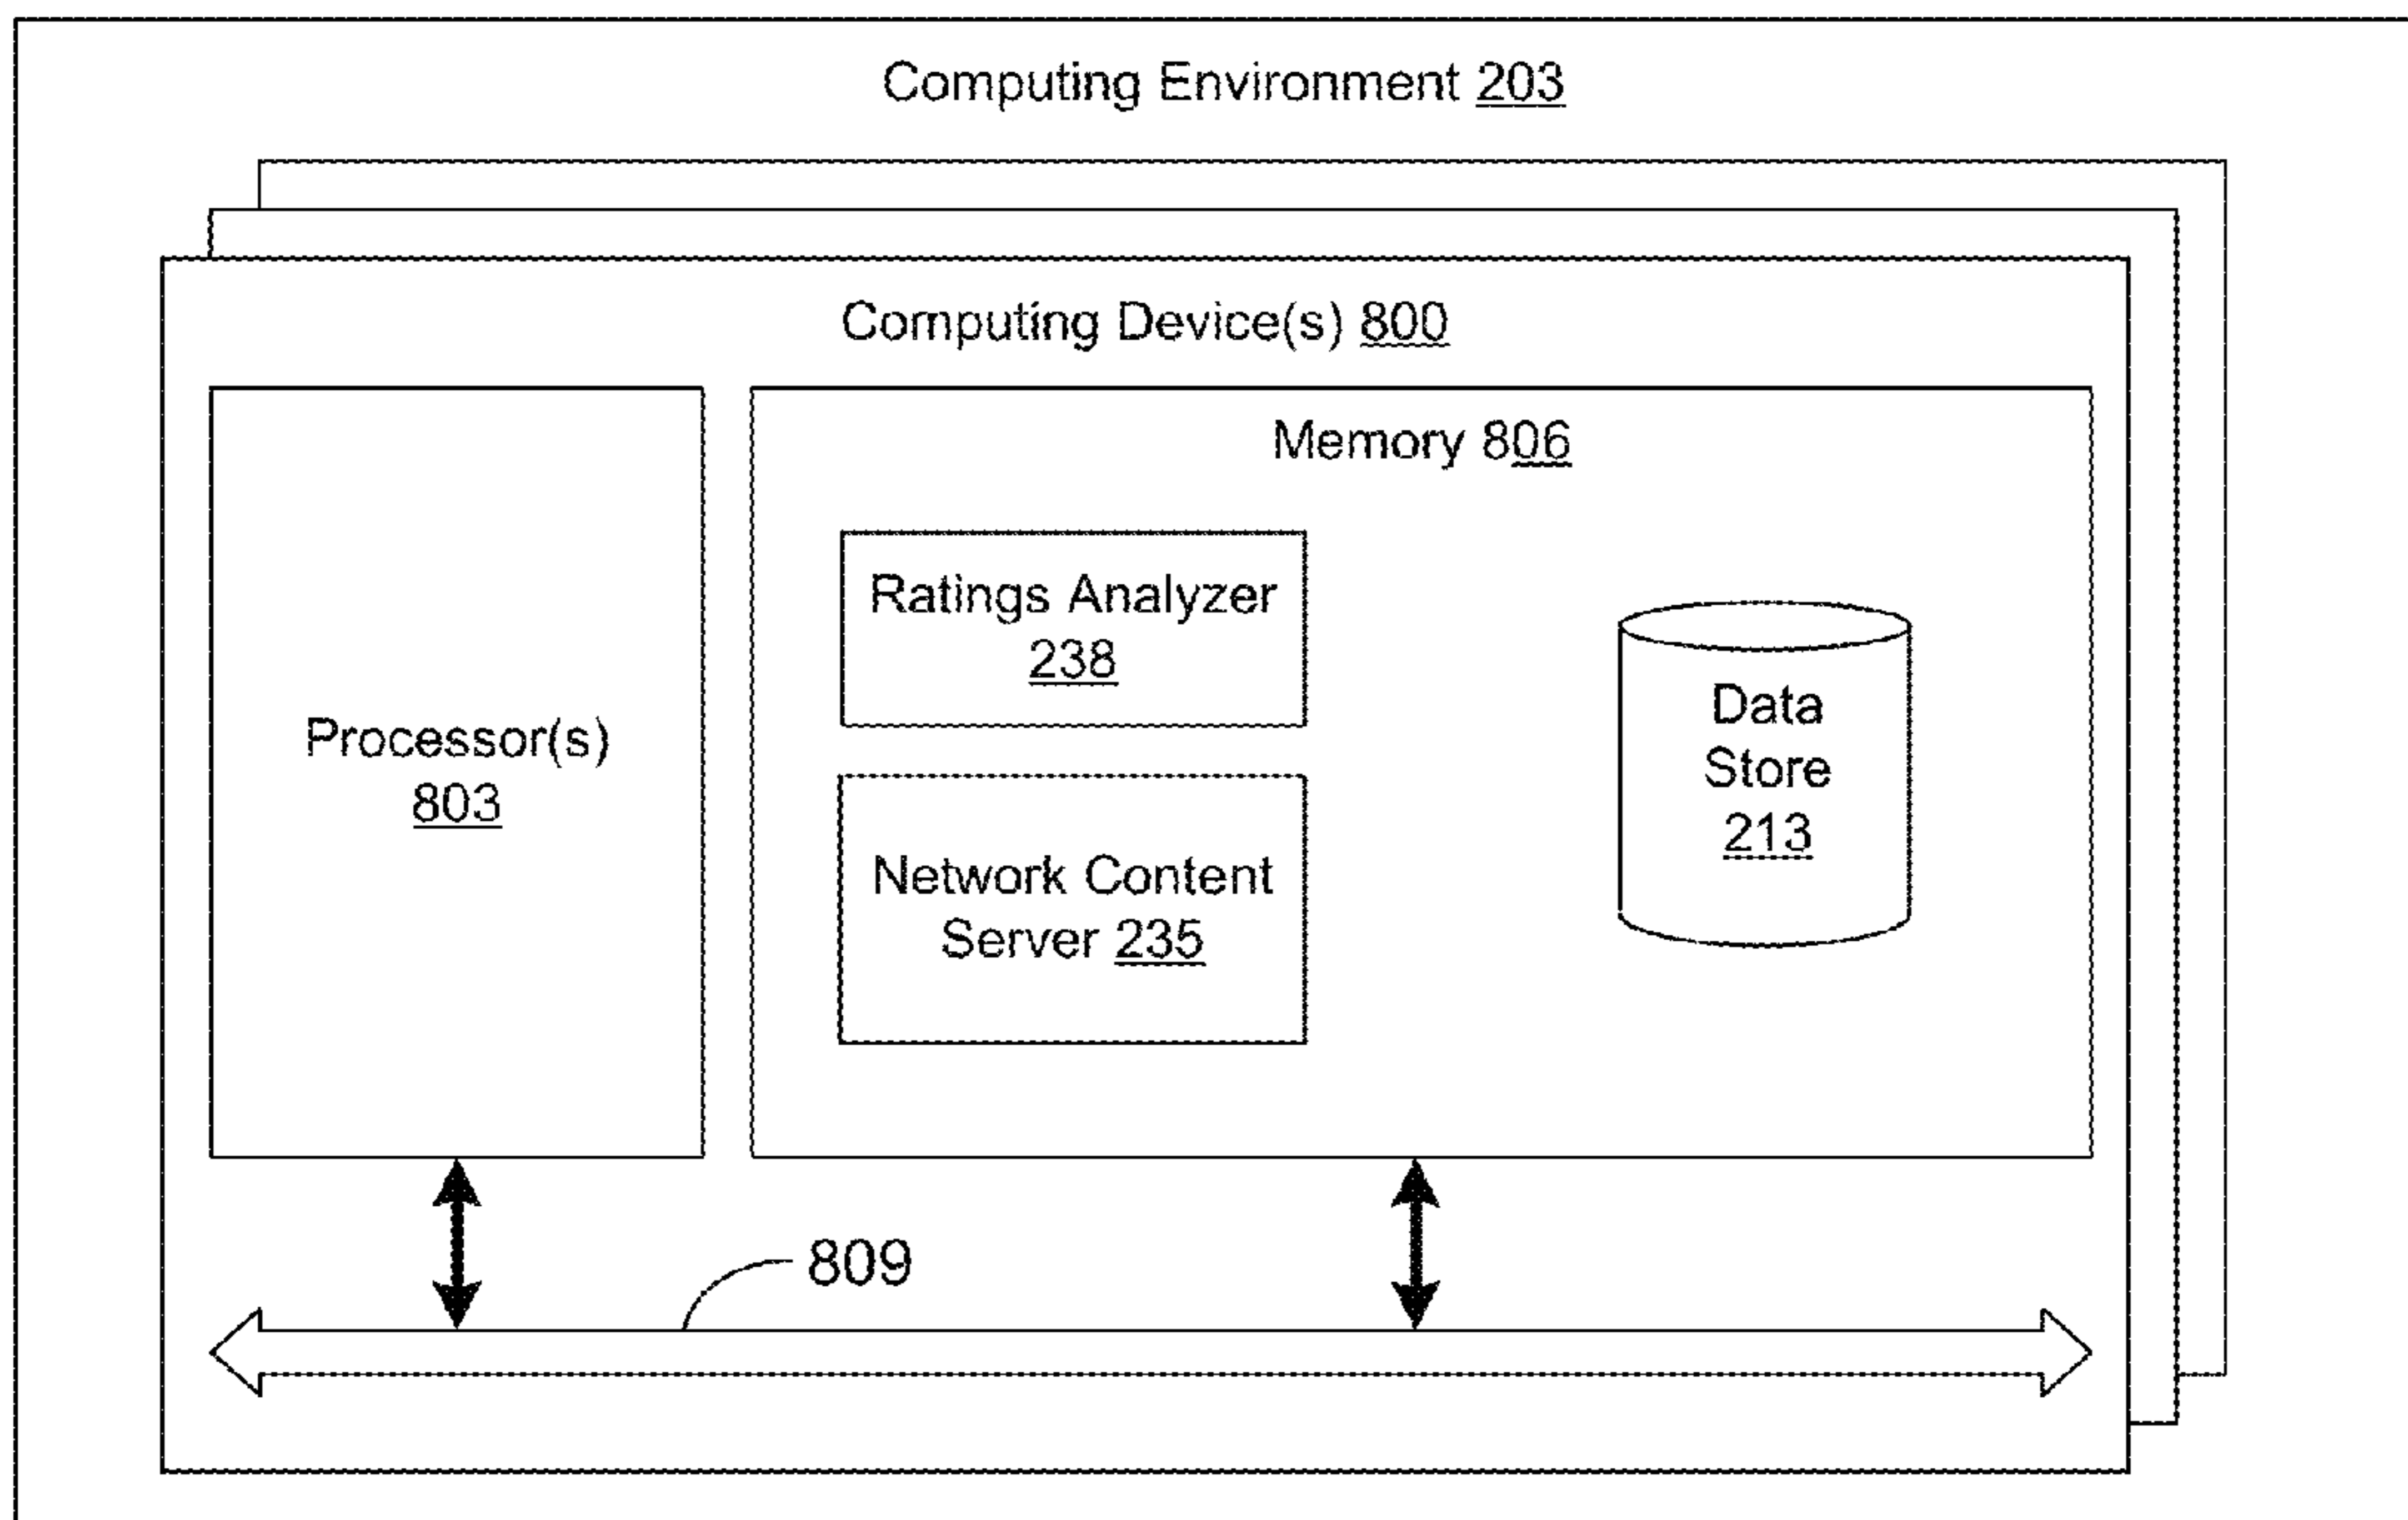 Computing Environment 203
Computing Device(s) 800
Processor(s)
803
Memory 806
Ratings Analyzer
238
Network Content
Server 235
Data
Store
213
809